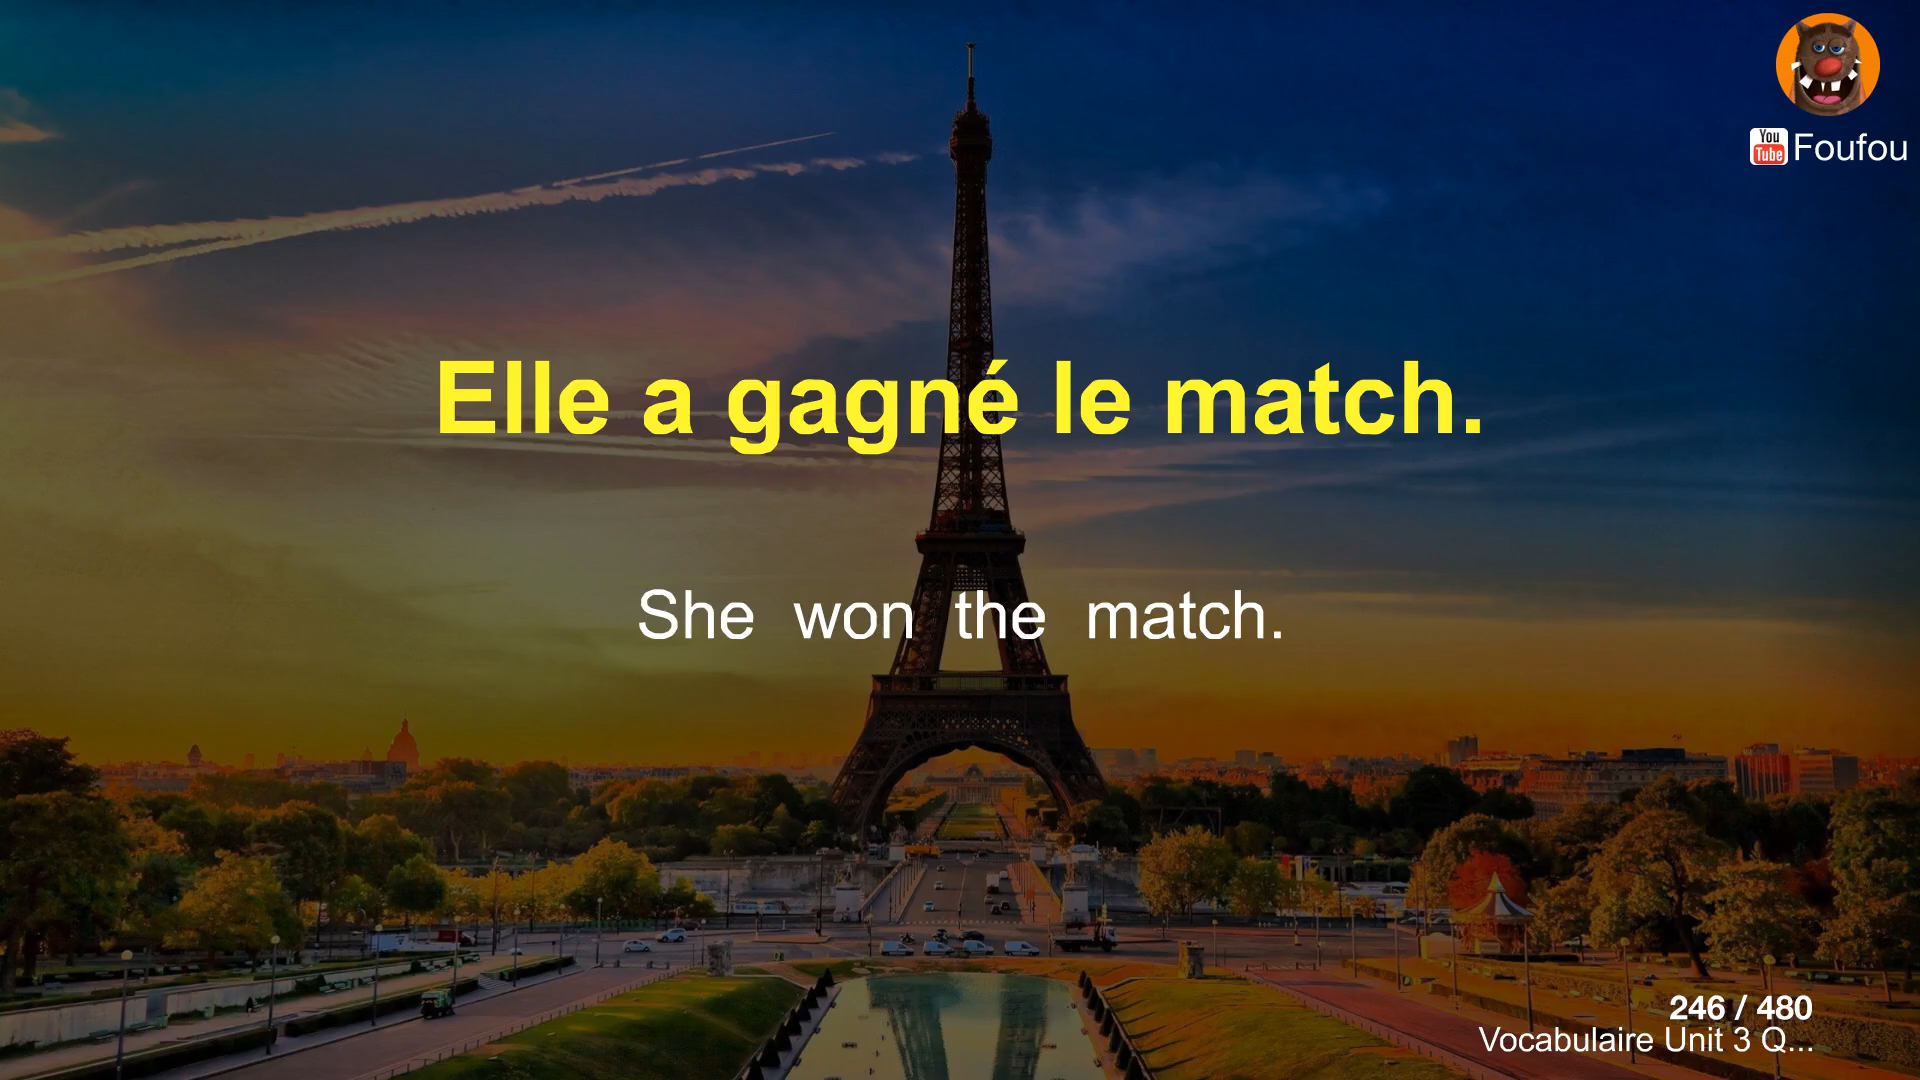 You
Tube
Foufou
Elle a gagné le match.
She won the match.
246 / 480
Vocabulaire Unit 3 Q...